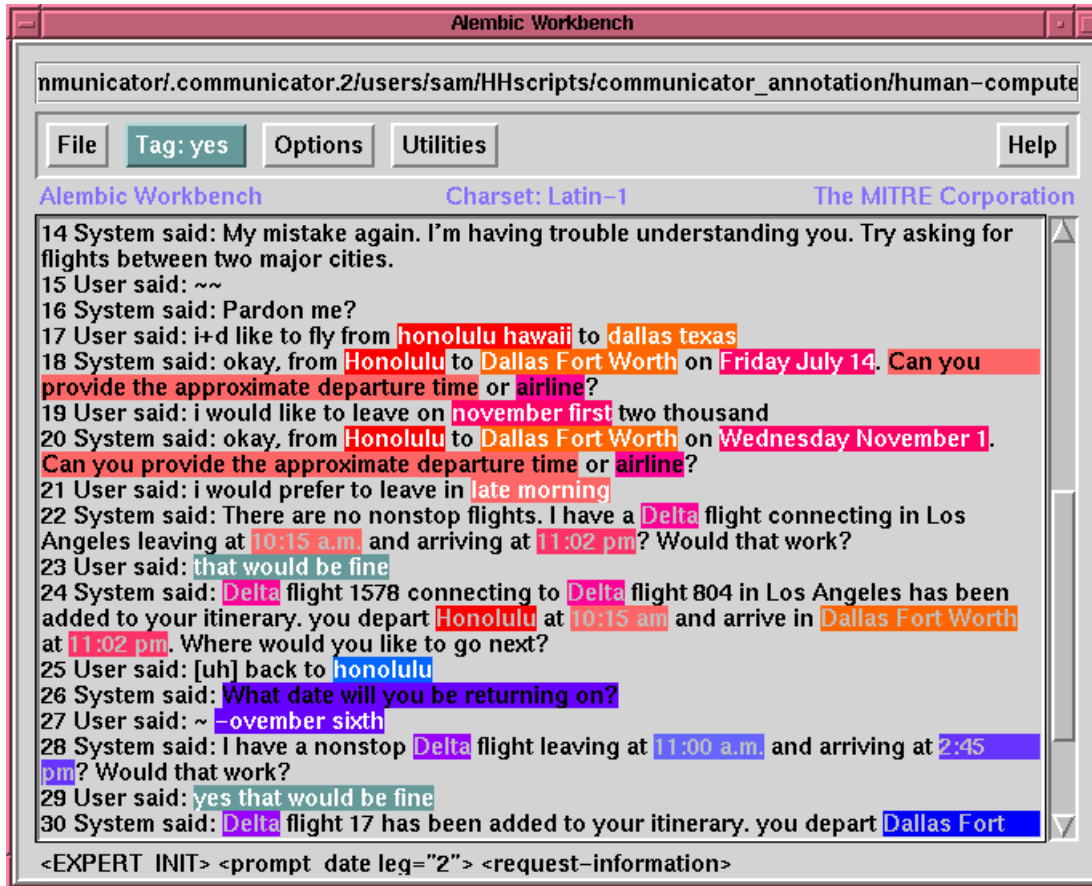 Alembic Workbench
nmunicator/.communicator.2/users/sam/HHscripts/communicator_annotation/human-compute
File Tag: yes Options Utilities Help
Alembic Workbench Charset: Latin-1 The MITRE Corporation
14 System said: My mistake again. I'm having trouble understanding you. Try asking for
flights between two major cities.
15 User said: ~~
16 System said: Pardon me?
17 User said: i+d like to fly from honolulu hawaii to dallas texas
18 System said: okay, from Honolulu to Dallas Fort Worth on Friday July 14. Can you
provide the approximate departure time or airline?
19 User said: i would like to leave on november first two thousand
20 System said: okay, from Honolulu to Dallas Fort Worth on Wednesday November 1.
Can you provide the approximate departure time or airline?
21 User said: i would prefer to leave in late morning
22 System said: There are no nonstop flights. I have a Delta flight connecting in Los
Angeles leaving at 10:15 a.m. and arriving at 11:02 pm? Would that work?
23 User said: that would be fine
24 System said: Delta flight 1578 connecting to Delta flight 804 in Los Angeles has been
added to your itinerary. you depart Honolulu at 10:15 am and arrive in Dallas Fort Worth
at 11:02 pm. Where would you like to go next?
25 User said: [uh] back to honolulu
26 System said: What date will you be returning on?
27 User said: ~ -ovember sixth
28 System said: I have a nonstop Delta flight leaving at 11:00 a.m. and arriving at 2:45
pm? Would that work?
29 User said: yes that would be fine
30 System said: Delta flight 17 has been added to your itinerary. you depart Dallas Fort
<EXPERT INIT> <prompt date leg="2"> <request-information>